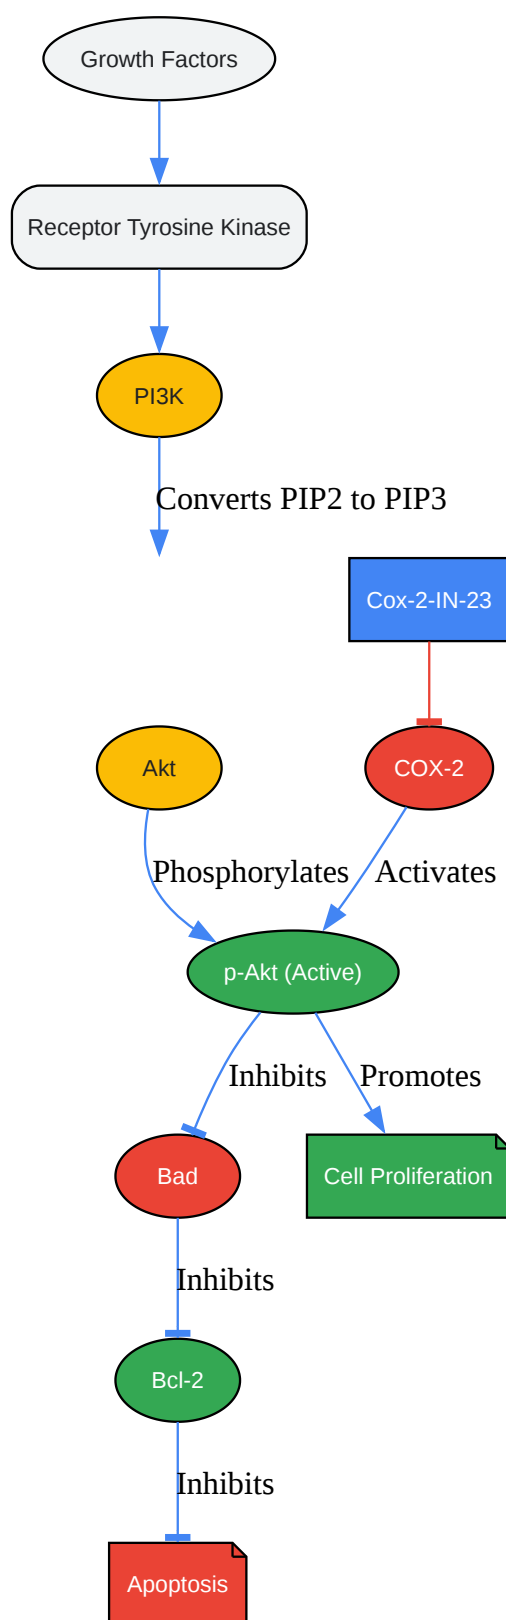 Growth Factors
Receptor Tyrosine Kinase
PI3K
Converts PIP2 to PIP3
Cox-2-IN-23
Akt
COX-2
Phosphorylates
Activates
p-Akt (Active)
Inhibits
Promotes
Bad
Cell Proliferation
Inhibits
Bcl-2
Inhibits
Apoptosis